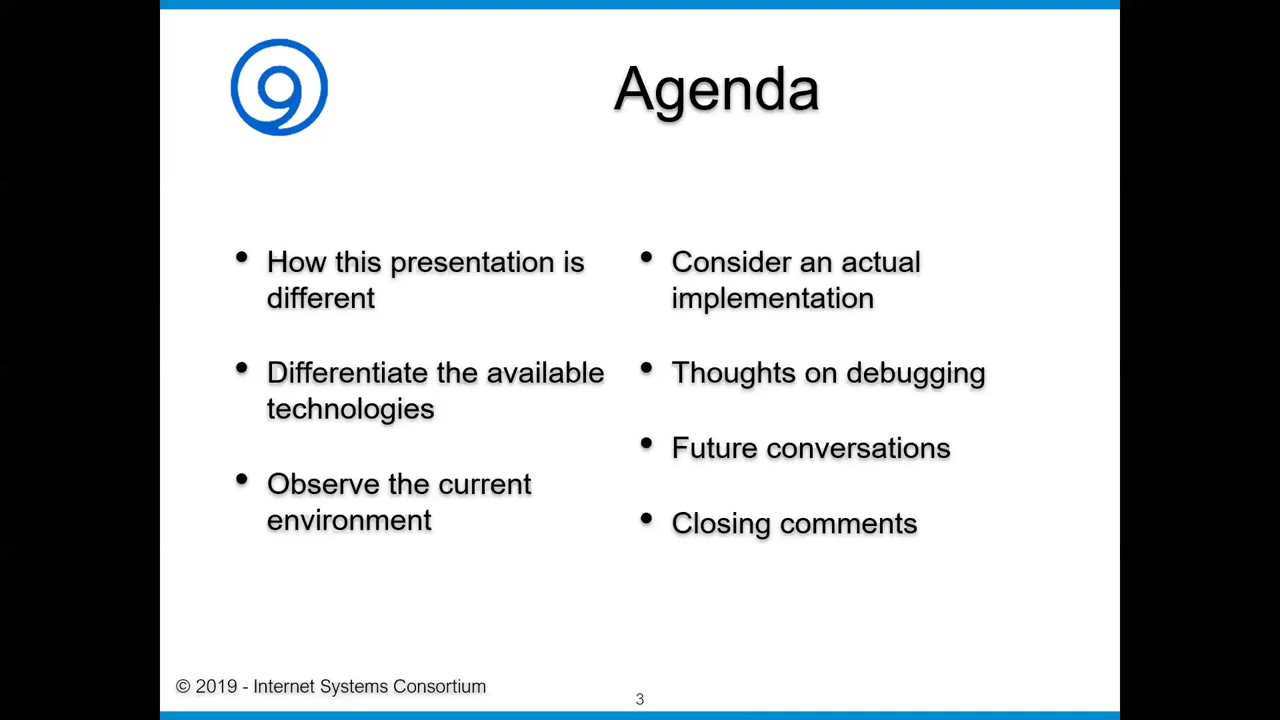 9
Agenda
• How this presentation is
different
• Differentiate the available
technologies
• Observe the current
environment
• Consider an actual
implementation
• Thoughts on debugging
• Future conversations
• Closing comments
© 2019 - Internet Systems Consortium
3